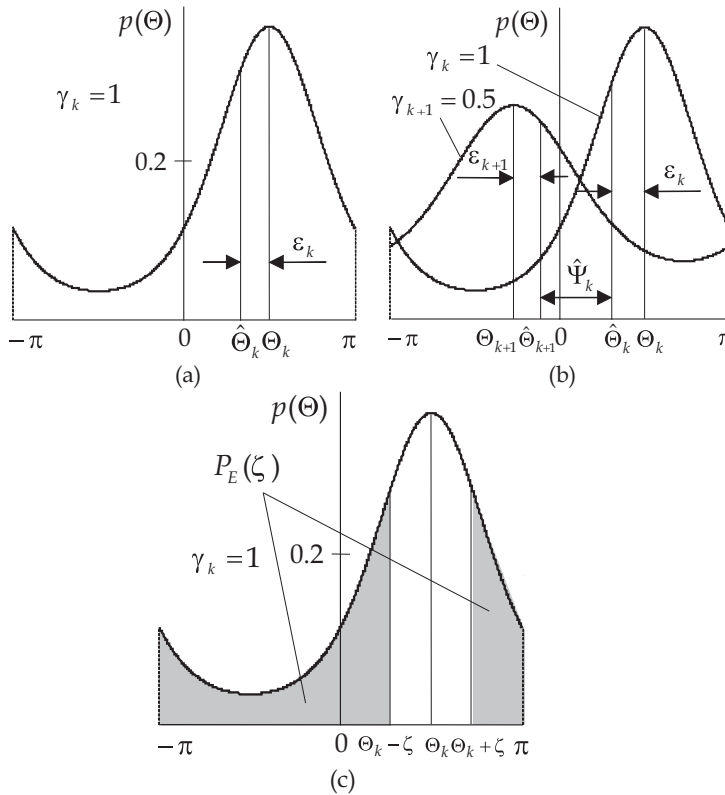 p(Θ)
γ_k = 1
0.2
ε_k
−π
0
Θ̂_k Θ_k
π
(a)
p(Θ)
γ_k = 1
γ_{k+1} = 0.5
ε_{k+1}
ε_k
Ψ̂_k
−π
Θ_{k+1} Θ̂_{k+1}
0
Θ̂_k Θ_k
π
(b)
p(Θ)
P_E(ζ)
γ_k = 1
0.2
−π
0
Θ_k − ζ
Θ_k Θ_k + ζ
π
(c)